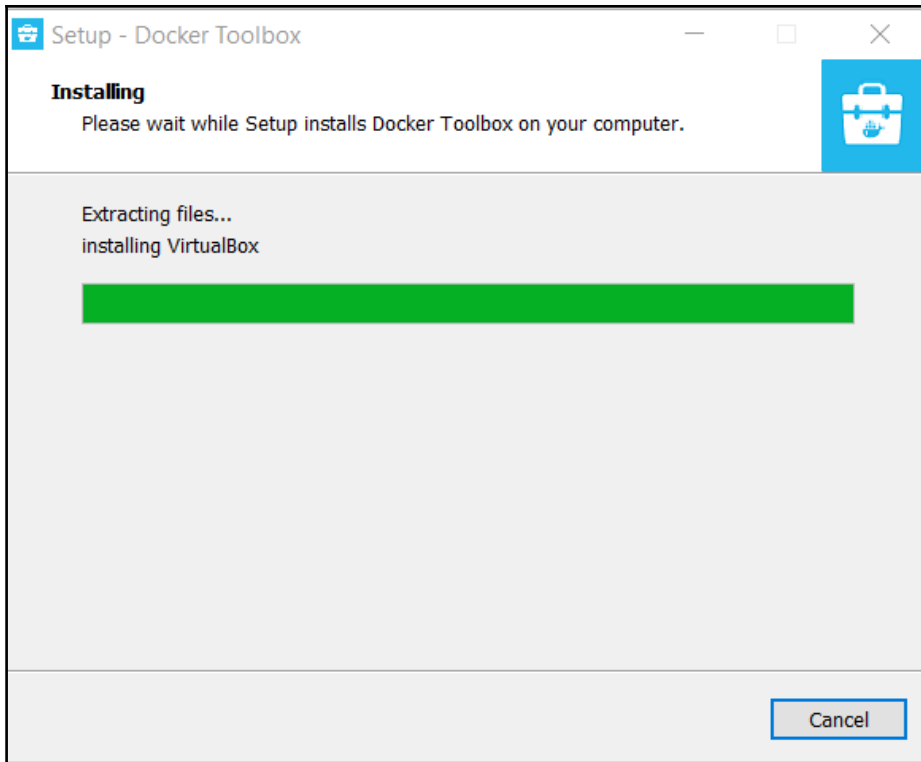 Setup - Docker Toolbox
Installing
Please wait while Setup installs Docker Toolbox on your computer.
Extracting files...
installing VirtualBox
Cancel